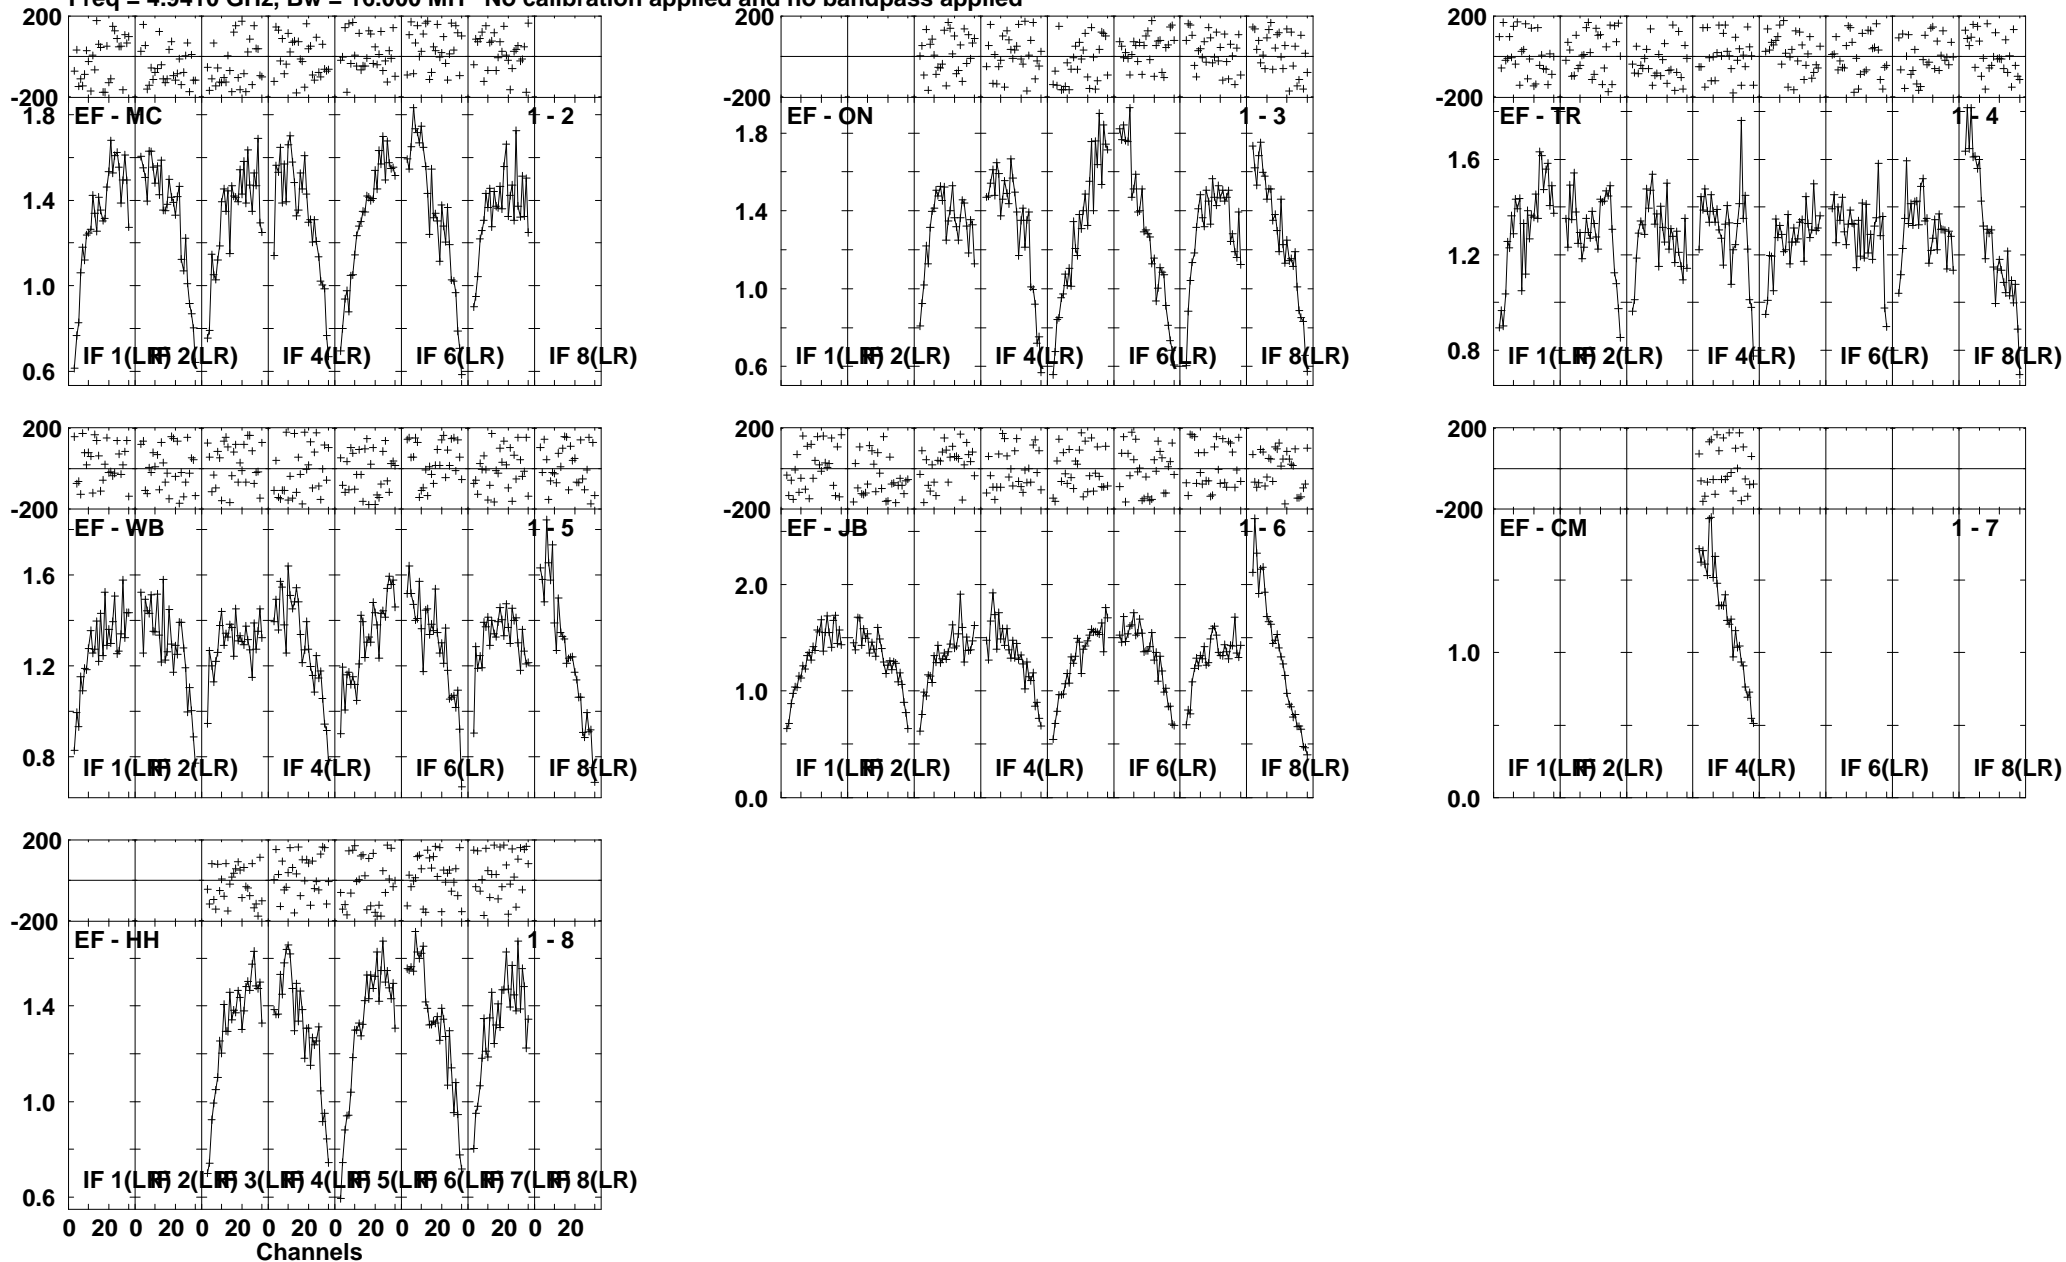 Freq = 4.9410 GHz, Bw = 16.000 MH No calibration applied and no bandpass applied
200 200 200
-200 -200 -200
EF - MC 1 - 2 EF - ON 1 - 3 EF - TR 1 - 4
1.8 1.8 1.6
1.4 1.4 1.2
1.0 1.0 0.8
0.6 0.6
IF 1(LR) IF 2(LR) IF 4(LR) IF 6(LR) IF 8(LR) IF 1(LR) IF 2(LR) IF 4(LR) IF 6(LR) IF 8(LR) IF 1(LR) IF 2(LR) IF 4(LR) IF 6(LR) IF 8(LR)
200 200 200
-200 -200 -200
EF - WB 1 - 5 EF - JB 1 - 6 EF - CM 1 - 7
1.6 2.0 1.0
1.2 1.0
0.8
IF 1(LR) IF 2(LR) IF 4(LR) IF 6(LR) IF 8(LR) IF 1(LR) IF 2(LR) IF 4(LR) IF 6(LR) IF 8(LR) IF 1(LR) IF 2(LR) IF 4(LR) IF 6(LR) IF 8(LR)
0.0 0.0
200
-200
EF - HH 1 - 8
1.4
1.0
IF 1(LR) IF 2(LR) IF 3(LR) IF 4(LR) IF 5(LR) IF 6(LR) IF 7(LR) IF 8(LR)
0.6
0 20 0 20 0 20 0 20 0 20 0 20 0 20 0 20
Channels